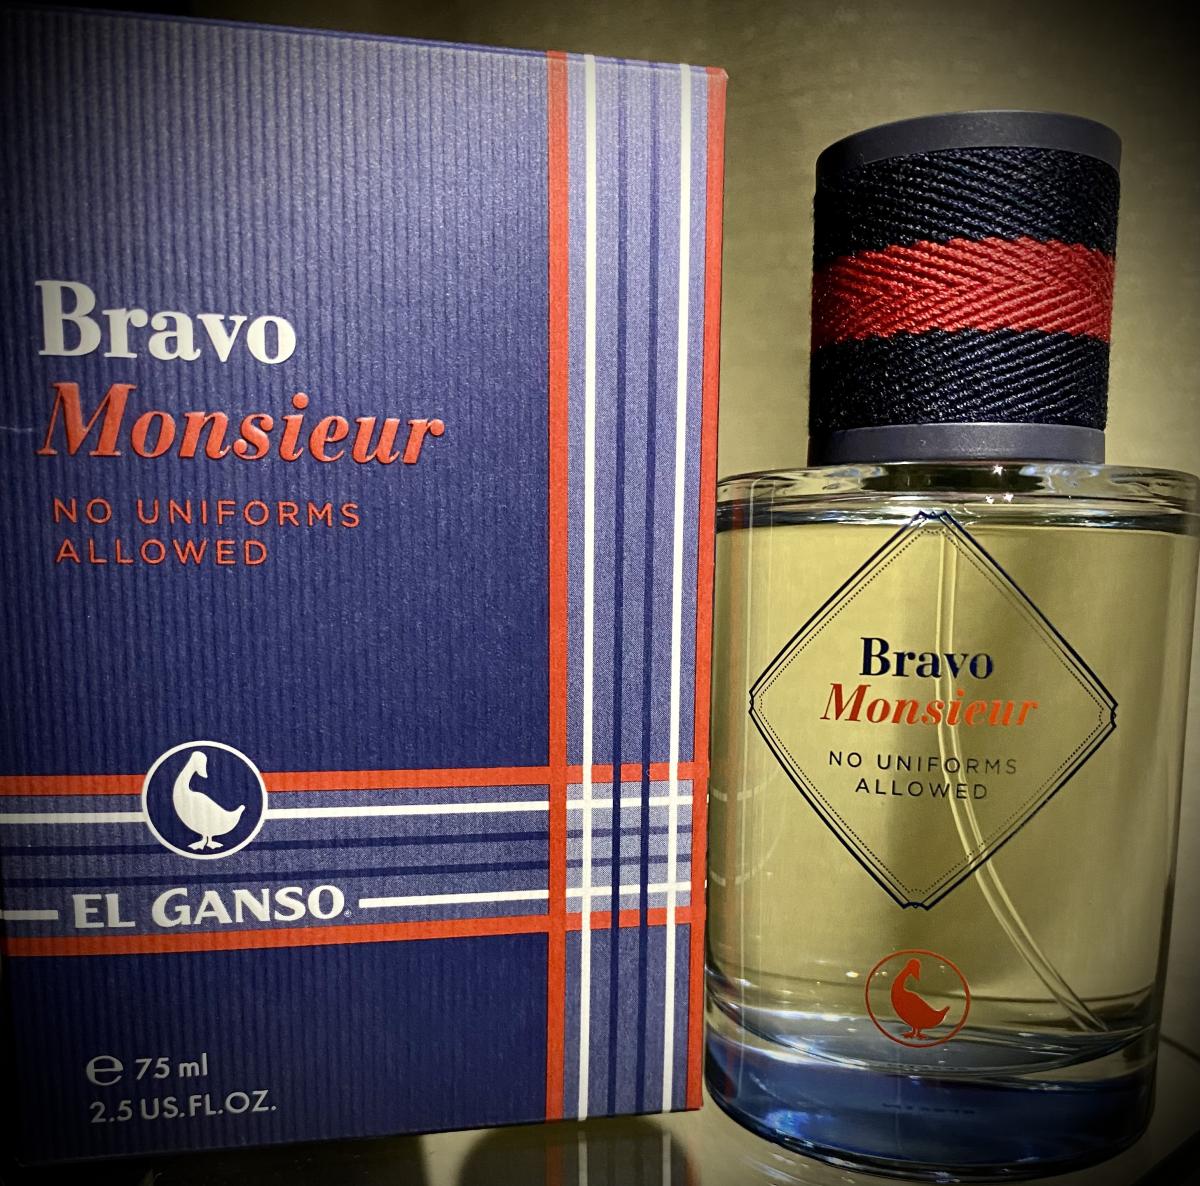 Bravo
Monsieur
NO UNIFORMS
ALLOWED
EL GANSO
℮ 75 ml
2.5 US.FL.OZ.
Bravo
Monsieur
NO UNIFORMS
ALLOWED